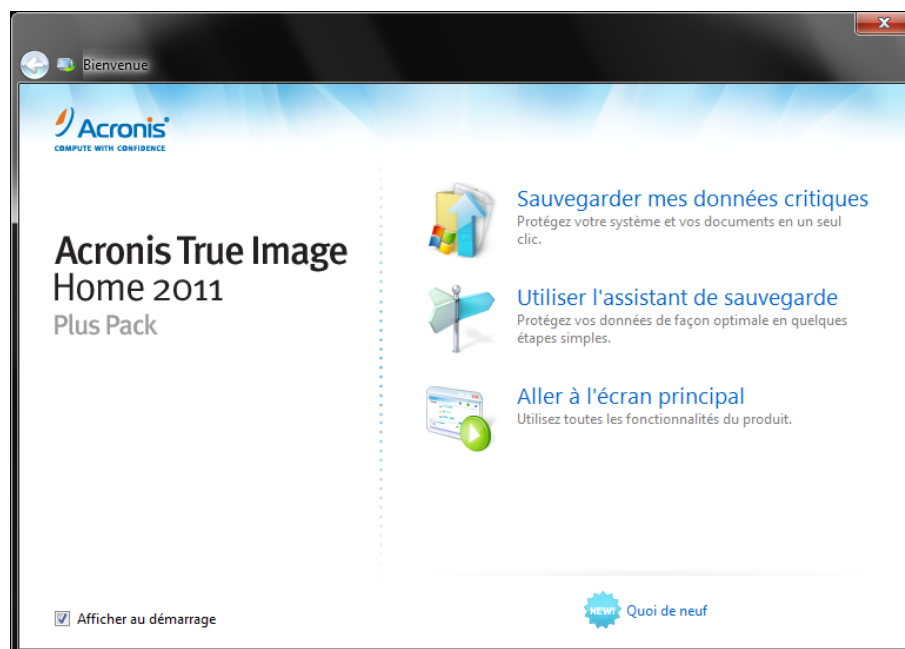 Bienvenue
Acronis
COMPUTE WITH CONFIDENCE
Acronis True Image
Home 2011
Plus Pack
Sauvegarder mes données critiques
Protégez votre système et vos documents en un seul
clic.
Utiliser l'assistant de sauvegarde
Protégez vos données de façon optimale en quelques
étapes simples.
Aller à l'écran principal
Utilisez toutes les fonctionnalités du produit.
Afficher au démarrage
NEW!
Quoi de neuf